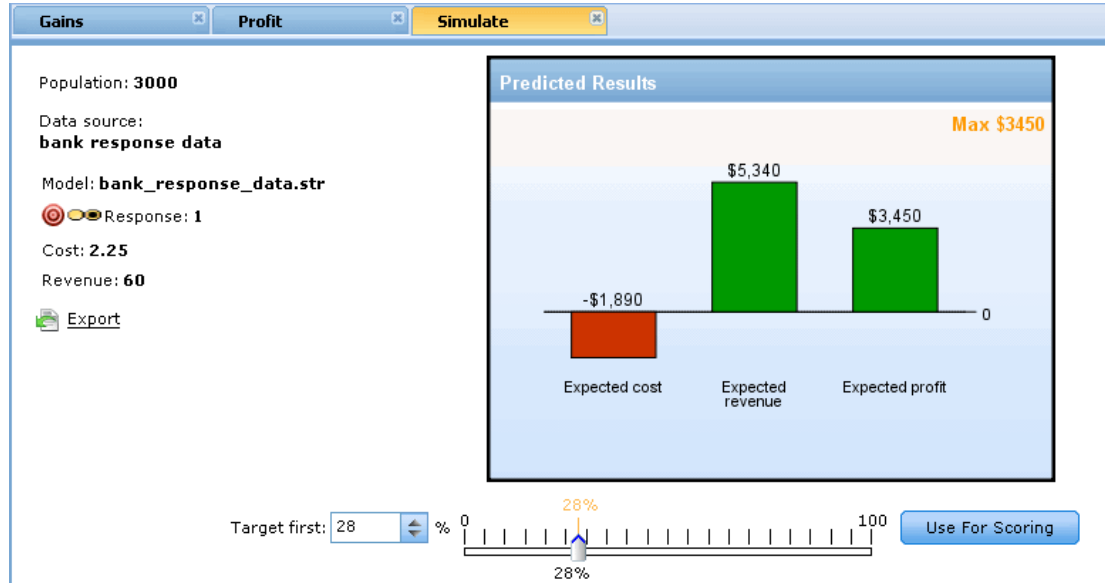 Gains
Profit
Simulate
Population: 3000
Data source:
bank response data
Model: bank_response_data.str
Response: 1
Cost: 2.25
Revenue: 60
Export
Predicted Results
Max $3450
$5,340
$3,450
-$1,890
0
Expected cost
Expected
revenue
Expected profit
28%
Target first: 28 %
0
100
Use For Scoring
28%